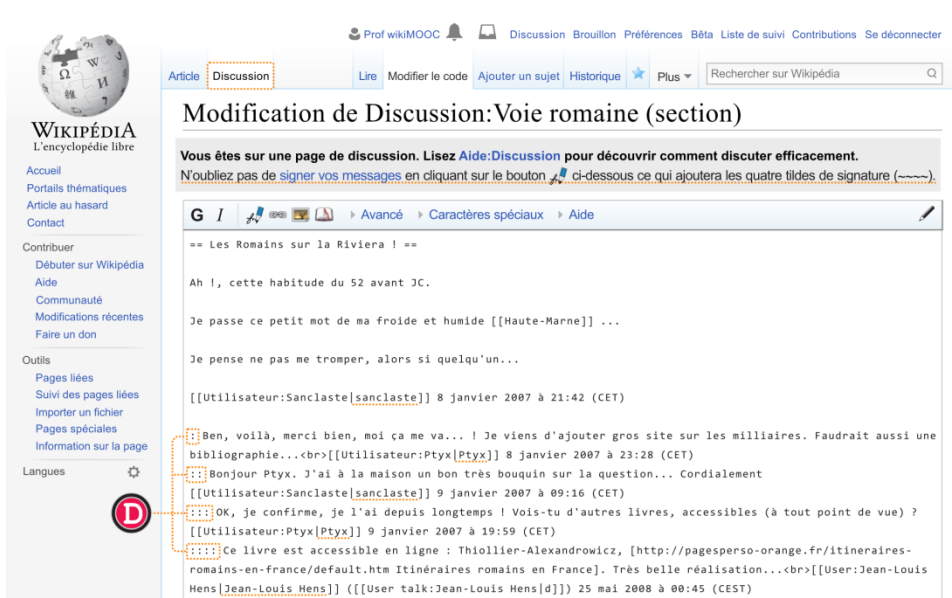 Prof wikiMOOC Discussion Brouillon Préférences Bêta Liste de suivi Contributions Se déconnecter
Article Discussion Lire Modifier le code Ajouter un sujet Historique Plus Rechercher sur Wikipédia
WIKIPÉDIA
L'encyclopédie libre
Modification de Discussion:Voie romaine (section)
Vous êtes sur une page de discussion. Lisez Aide:Discussion pour découvrir comment discuter efficacement.
N'oubliez pas de signer vos messages en cliquant sur le bouton ci-dessous ce qui ajoutera les quatre tildes de signature (~~~~).
Accueil
Portails thématiques
Article au hasard
Contact
Contribuer
Débuter sur Wikipédia
Aide
Communauté
Modifications récentes
Faire un don
Outils
Pages liées
Suivi des pages liées
Importer un fichier
Pages spéciales
Information sur la page
Langues
D
G I Avancé Caractères spéciaux Aide
== Les Romains sur la Riviera ! ==
Ah !, cette habitude du 52 avant JC.
Je passe ce petit mot de ma froide et humide [[Haute-Marne]] ...
Je pense ne pas me tromper, alors si quelqu'un...
[[Utilisateur:Sanclaste|sanclaste]] 8 janvier 2007 à 21:42 (CET)
: Ben, voilà, merci bien, moi ça me va... ! Je viens d'ajouter gros site sur les milliaires. Faudrait aussi une
bibliographie...<br>[[Utilisateur:Ptyx|Ptyx]] 8 janvier 2007 à 23:28 (CET)
:: Bonjour Ptyx. J'ai à la maison un bon très bouquin sur la question... Cordialement
[[Utilisateur:Sanclaste|sanclaste]] 9 janvier 2007 à 09:16 (CET)
::: OK, je confirme, je l'ai depuis longtemps ! Vois-tu d'autres livres, accessibles (à tout point de vue) ?
[[Utilisateur:Ptyx|Ptyx]] 9 janvier 2007 à 19:59 (CET)
:::: Ce livre est accessible en ligne : Thiollier-Alexandrowicz, [http://pagesperso-orange.fr/itineraires-
romains-en-france/default.htm Itinéraires romains en France]. Très belle réalisation...<br>[[User:Jean-Louis
Hens|Jean-Louis Hens]] ([[User talk:Jean-Louis Hens|d]]) 25 mai 2008 à 00:45 (CEST)